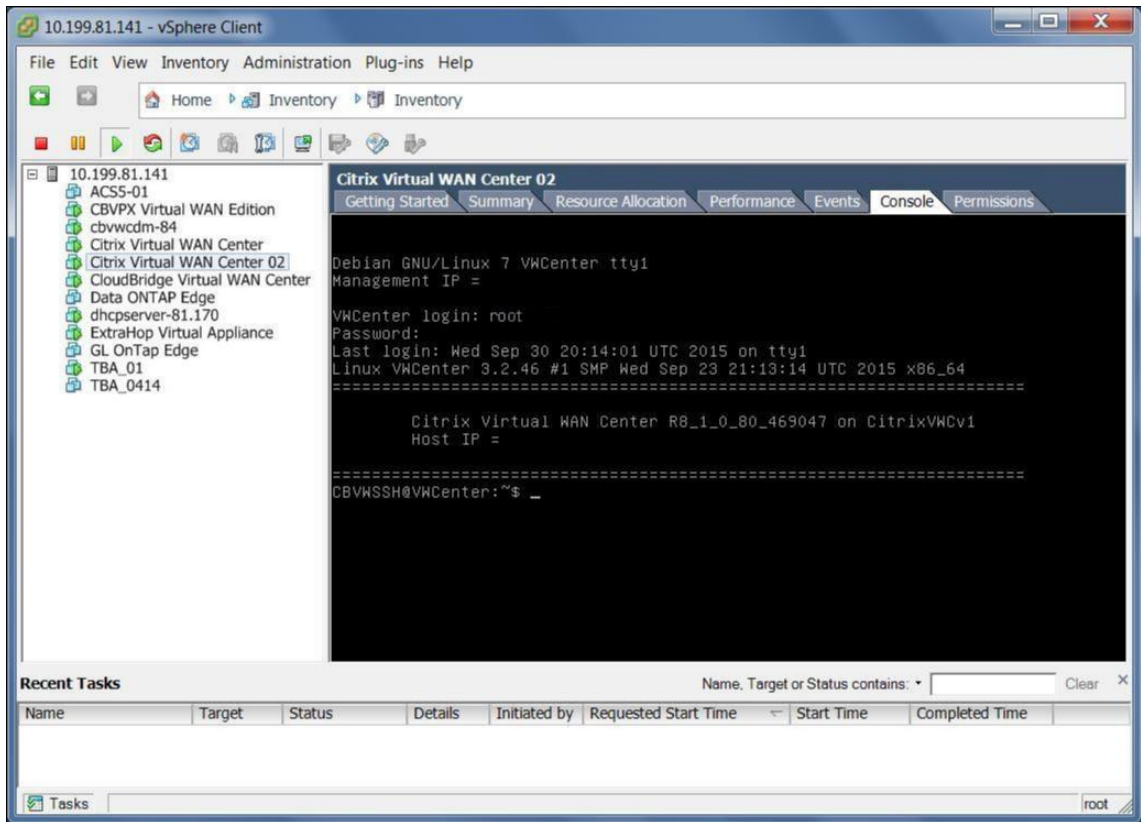 10.199.81.141 - vSphere Client
File Edit View Inventory Administration Plug-ins Help
Home Inventory Inventory
10.199.81.141
ACS5-01
CBVPX Virtual WAN Edition
cbvwcdm-84
Citrix Virtual WAN Center
Citrix Virtual WAN Center 02
CloudBridge Virtual WAN Center
Data ONTAP Edge
dhcpserver-81.170
ExtraHop Virtual Appliance
GL OnTap Edge
TBA_01
TBA_0414
Citrix Virtual WAN Center 02
Getting Started Summary Resource Allocation Performance Events Console Permissions
Debian GNU/Linux 7 VWCenter tty1
Management IP =
VWCenter login: root
Password:
Last login: Wed Sep 30 20:14:01 UTC 2015 on tty1
Linux VWCenter 3.2.46 #1 SMP Wed Sep 23 21:13:14 UTC 2015 x86_64
======================================================================
Citrix Virtual WAN Center R8_1_0_80_469047 on CitrixVWCv1
Host IP =
======================================================================
CBVWSSH@VWCenter:~$ _
Recent Tasks
Name, Target or Status contains: Clear ×
Name Target Status Details Initiated by Requested Start Time Start Time Completed Time
Tasks root